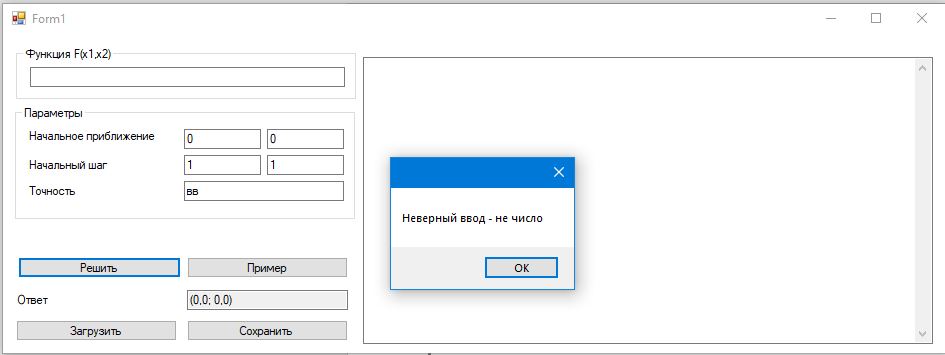 Form1
Функция F(x1,x2)
Параметры
Начальное приближение 0 0
Начальный шаг 1 1
Точность вв
Решить Пример
Ответ (0,0; 0,0)
Загрузить Сохранить
Неверный ввод - не число
OK